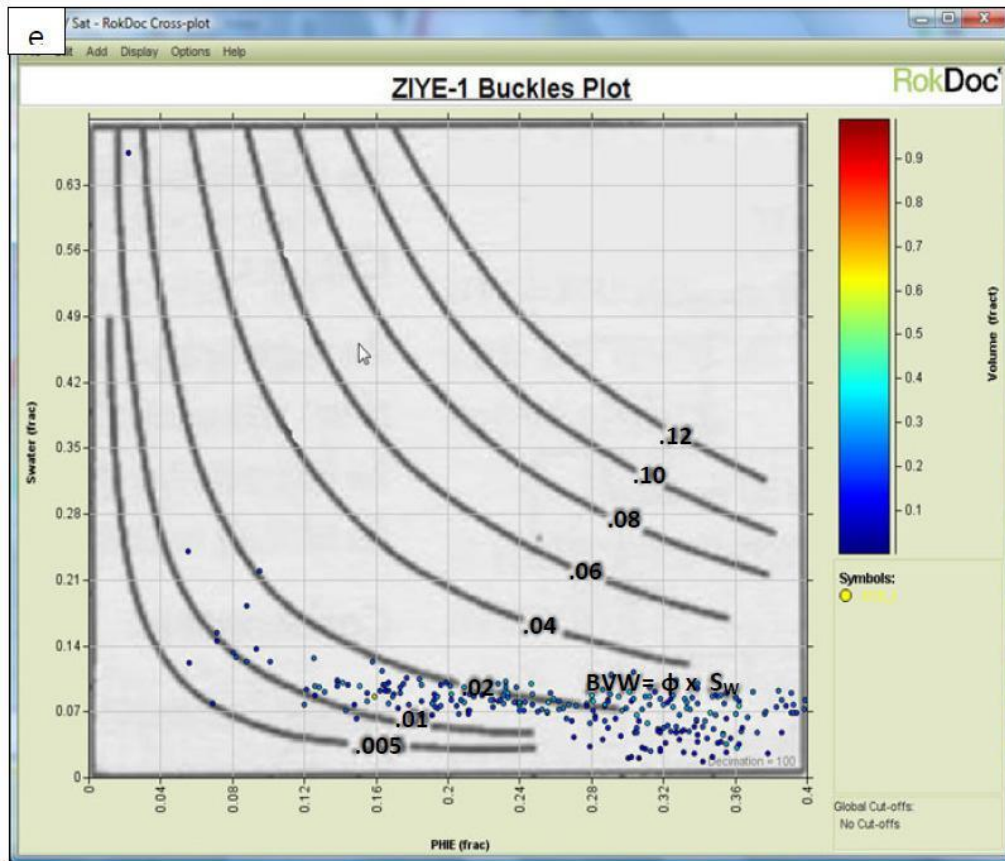 e
/ Sat - RokDoc Cross-plot
Edit Add Display Options Help
ZIYE-1 Buckles Plot
RokDoc
Swater (frac)
0.63
0.56
0.49
0.42
0.35
0.28
0.21
0.14
0.07
0
.12
.10
.08
.06
.04
BVW= ϕ x Sw
.02
.01
.005
Decimation = 100
0 0.04 0.08 0.12 0.16 0.2 0.24 0.28 0.32 0.36 0.4
PHIE (frac)
0.9
0.8
0.7
0.6
0.5
0.4
0.3
0.2
0.1
Volume (fract)
Symbols:
Global Cut-offs:
No Cut-offs